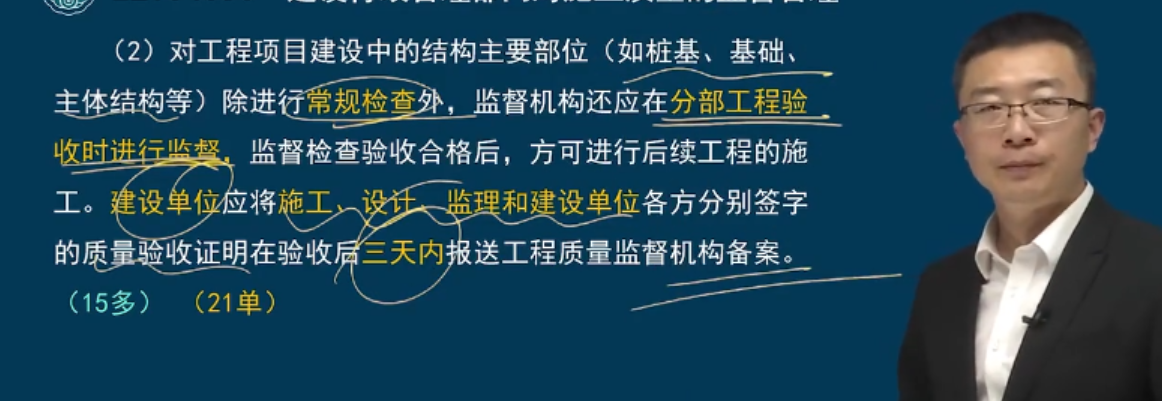 （2）对工程项目建设中的结构主要部位（如桩基、基础、
主体结构等）除进行常规检查外，监督机构还应在分部工程验
收时进行监督，监督检查验收合格后，方可进行后续工程的施
工。建设单位应将施工、设计、监理和建设单位各方分别签字
的质量验收证明在验收后三天内报送工程质量监督机构备案。
（15多）（21单）